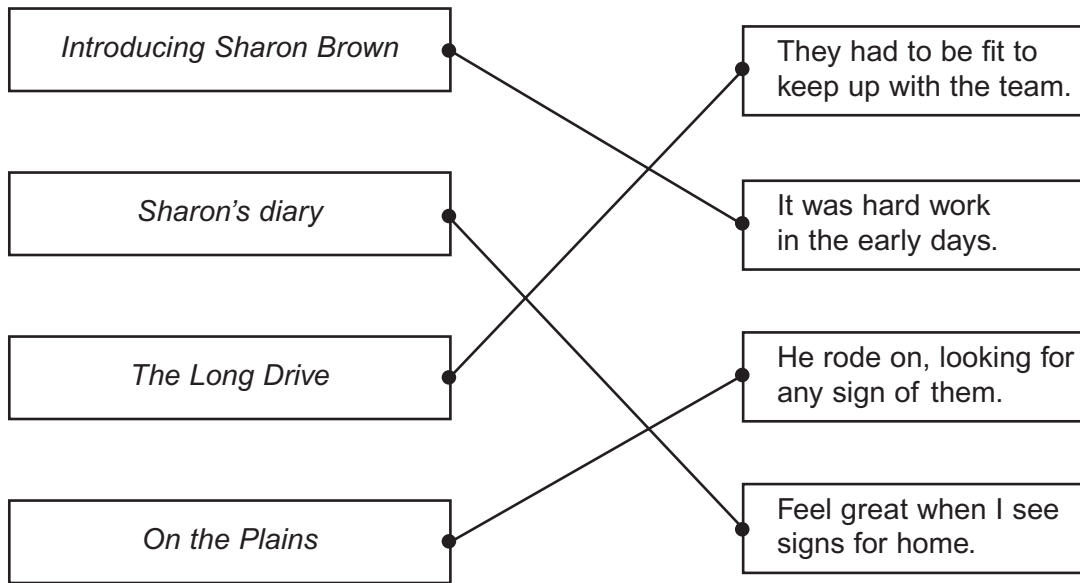 Introducing Sharon Brown
Sharon's diary
The Long Drive
On the Plains
They had to be fit to
keep up with the team.
It was hard work
in the early days.
He rode on, looking for
any sign of them.
Feel great when I see
signs for home.